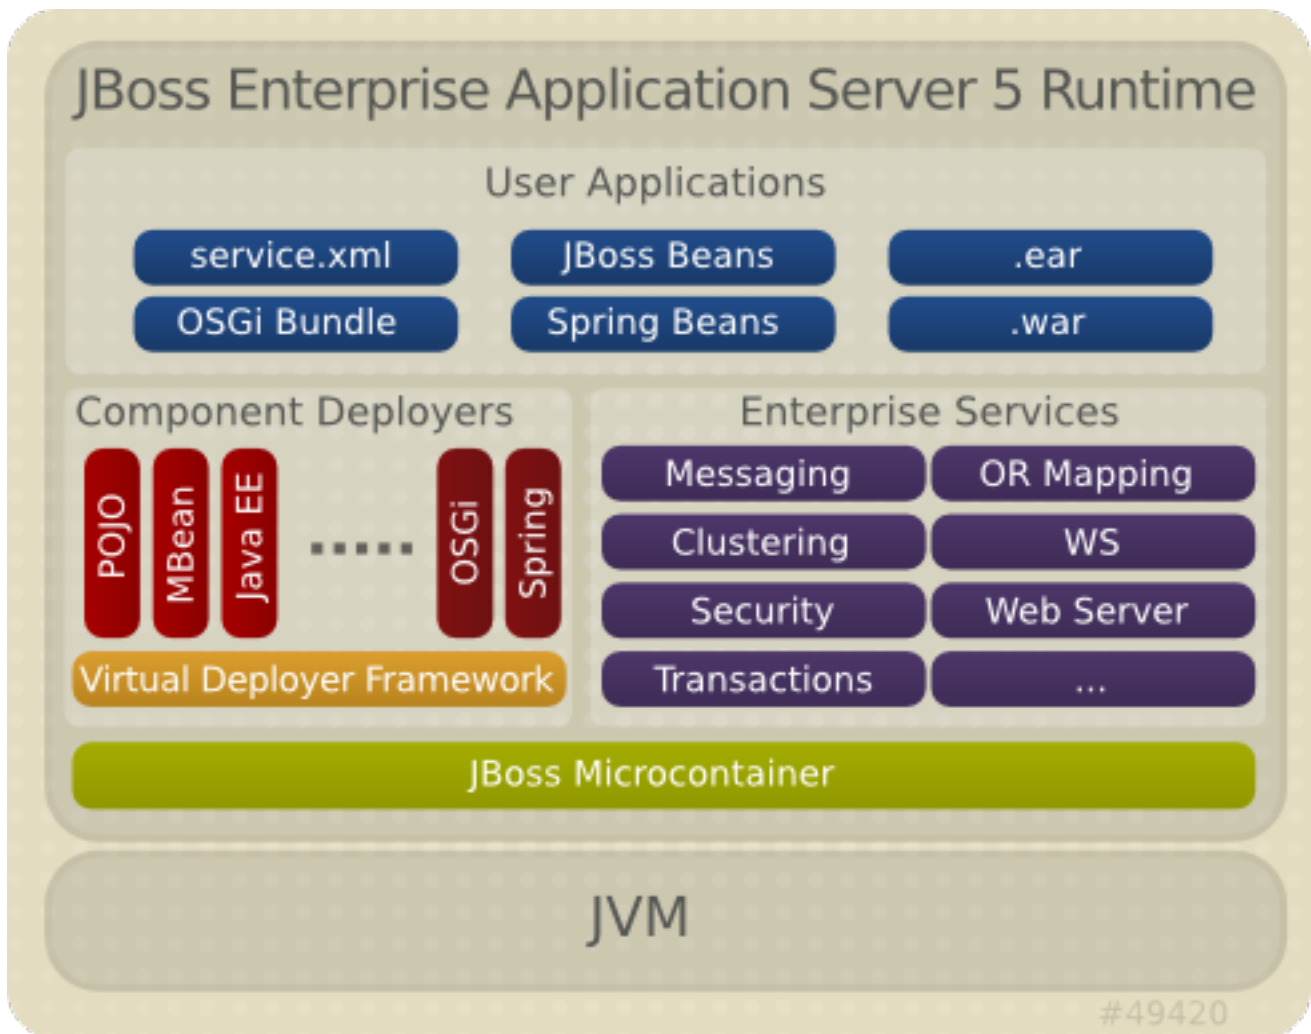 JBoss Enterprise Application Server 5 Runtime
User Applications
service.xml
JBoss Beans
.ear
OSGi Bundle
Spring Beans
.war
Component Deployers
POJO
MBean
Java EE
OSGi
Spring
Virtual Deployer Framework
Enterprise Services
Messaging
OR Mapping
Clustering
WS
Security
Web Server
Transactions
...
JBoss Microcontainer
JVM
#49420